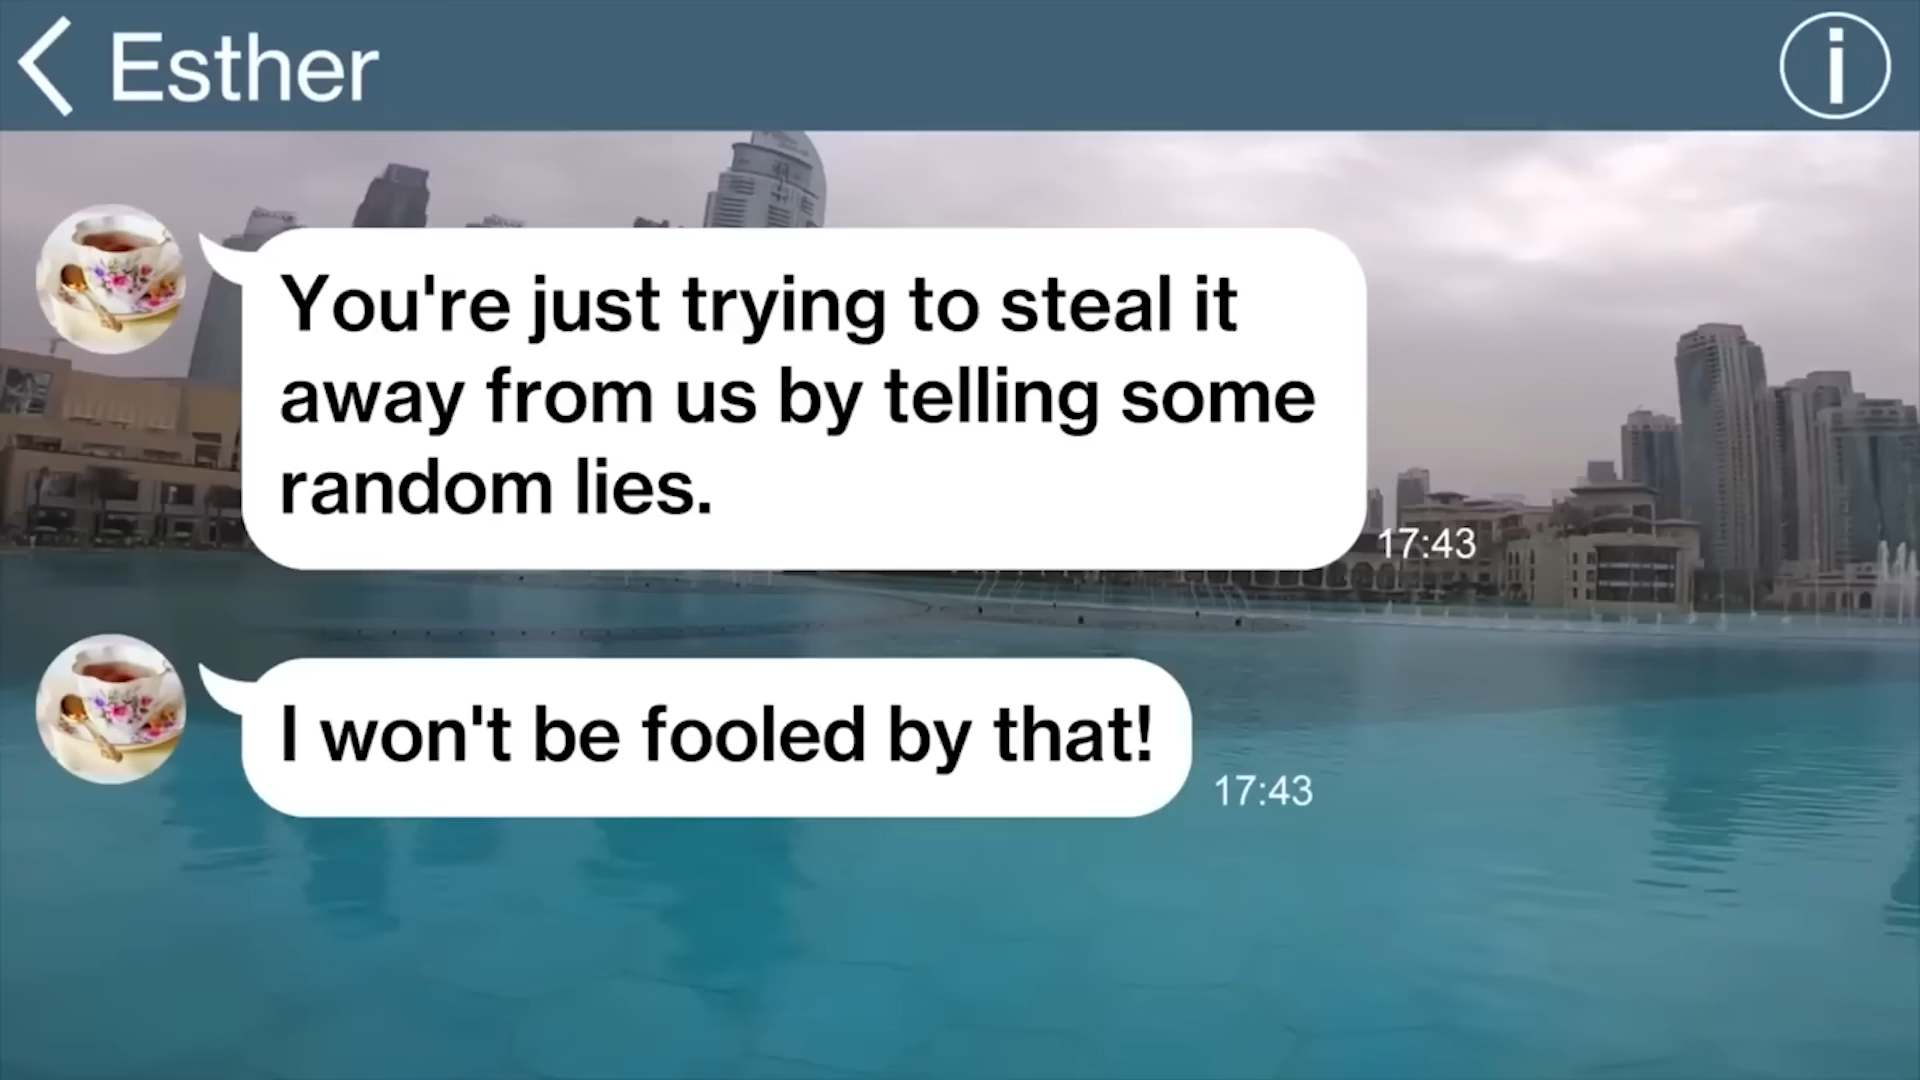 Esther
You're just trying to steal it
away from us by telling some
random lies.
17:43
I won't be fooled by that!
17:43